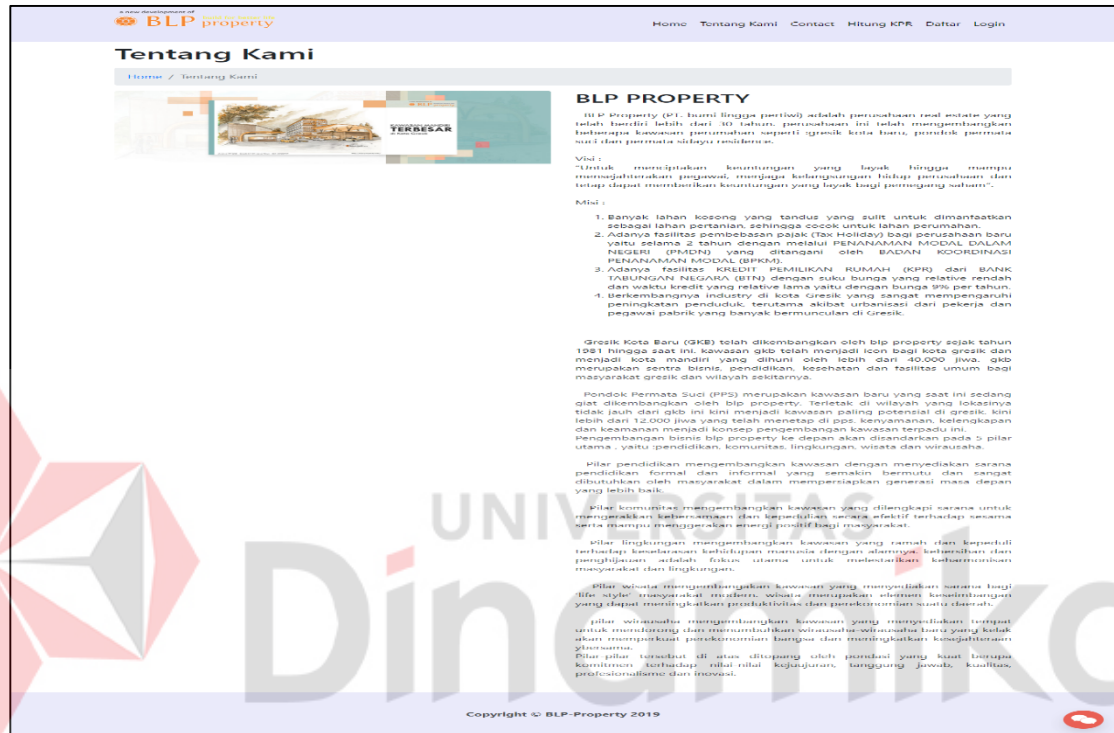 a new development of
BLP property
Home Tentang Kami Contact Hitung KPR Daftar Login
Tentang Kami
Home / Tentang Kami
TERBESAR
BLP PROPERTY
BLP Property (PT. bumi lingga pertiwi) adalah perusahaan real estate yang
telah berdiri lebih dari 30 tahun. perusahaan ini telah mengembangkan
beberapa kawasan perumahan seperti :gresik kota baru, pondok permata
suci dan permata sidayu residence.
Visi :
"Untuk menciptakan keuntungan yang layak hingga mampu
mensejahterakan pegawai, menjaga kelangsungan hidup perusahaan dan
tetap dapat memberikan keuntungan yang layak bagi pemegang saham".
Misi :
1. Banyak lahan kosong yang tandus yang sulit untuk dimanfaatkan
sebagai lahan pertanian, sehingga cocok untuk lahan perumahan.
2. Adanya fasilitas pembebasan pajak (Tax Holiday) bagi perusahaan baru
yaitu selama 2 tahun dengan melalui PENANAMAN MODAL DALAM
NEGERI (PMDN) yang ditangani oleh BADAN KOORDINASI
PENANAMAN MODAL (BPKM).
3. Adanya fasilitas KREDIT PEMILIKAN RUMAH (KPR) dari BANK
TABUNGAN NEGARA (BTN) dengan suku bunga yang relative rendah
dan waktu kredit yang relative lama yaitu dengan bunga 9% per tahun.
4. Berkembangnya industry di kota Gresik yang sangat mempengaruhi
peningkatan penduduk, terutama akibat urbanisasi dari pekerja dan
pegawai pabrik yang banyak bermunculan di Gresik.
Gresik Kota Baru (GKB) telah dikembangkan oleh blp property sejak tahun
1981 hingga saat ini. kawasan gkb telah menjadi icon bagi kota gresik dan
menjadi kota mandiri yang dihuni oleh lebih dari 40.000 jiwa. gkb
merupakan sentra bisnis, pendidikan, kesehatan dan fasilitas umum bagi
masyarakat gresik dan wilayah sekitarnya.
Pondok Permata Suci (PPS) merupakan kawasan baru yang saat ini sedang
giat dikembangkan oleh blp property. Terletak di wilayah yang lokasinya
tidak jauh dari gkb ini kini menjadi kawasan paling potensial di gresik. kini
lebih dari 12.000 jiwa yang telah menetap di pps. kenyamanan, kelengkapan
dan keamanan menjadi konsep pengembangan kawasan terpadu ini.
Pengembangan bisnis blp property ke depan akan disandarkan pada 5 pilar
utama , yaitu :pendidikan, komunitas, lingkungan, wisata dan wirausaha.
Pilar pendidikan mengembangkan kawasan dengan menyediakan sarana
pendidikan formal dan informal yang semakin bermutu dan sangat
dibutuhkan oleh masyarakat dalam mempersiapkan generasi masa depan
yang lebih baik.
Pilar komunitas mengembangkan kawasan yang dilengkapi sarana untuk
mengerakkan kebersamaan dan kepedulian secara efektif terhadap sesama
serta mampu menggerakan energi positif bagi masyarakat.
Pilar lingkungan mengembangkan kawasan yang ramah dan kepeduli
terhadap keselarasan kehidupan manusia dengan alamnya. kebersihan dan
penghijauan adalah fokus utama untuk melestarikan keharmonisan
masyarakat dan lingkungan.
Pilar wisata mengembangakan kawasan yang menyediakan sarana bagi
'life style' masyarakat modern. wisata merupakan elemen keseimbangan
yang dapat meningkatkan produktivitas dan perekonomian suatu daerah.
pilar wirausaha mengembangkan kawasan yang menyediakan tempat
untuk mendorong dan menumbuhkan wirausaha-wirausaha baru yang kelak
akan memperkuat perekonomian bangsa dan meningkatkan kesejahteraan
ybersama.
Pilar-pilar tersebut di atas ditopang oleh pondasi yang kuat berupa
komitmen terhadap nilai-nilai kejuujuran, tanggung jawab, kualitas,
profesionalisme dan inovasi.
UNIVERSITAS
Dinamika
Copyright © BLP-Property 2019